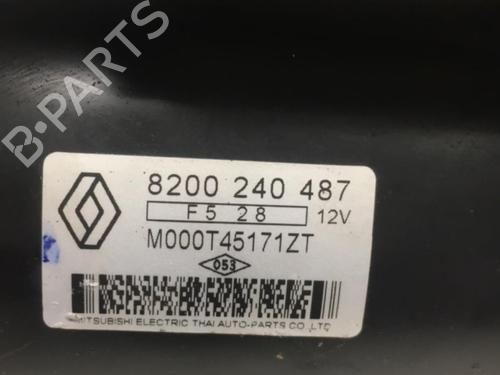 B-PARTS
8200 240 487
F5 28 12V
M000T45171ZT
053
MITSUBISHI ELECTRIC THAI AUTO-PARTS CO.,LTD.